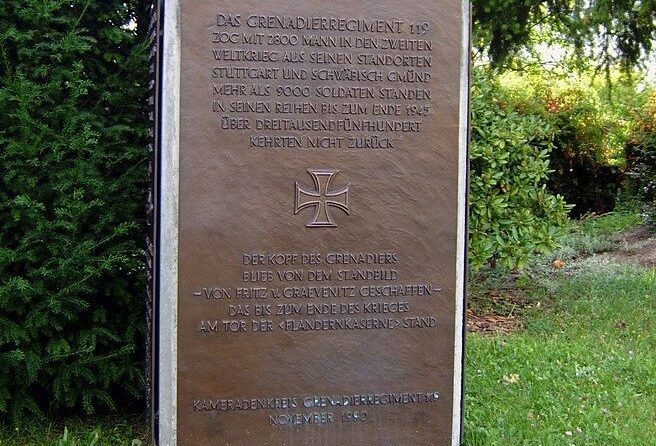 DAS GRENADIERREGIMENT 119
ZOG MIT 2800 MANN IN DEN ZWEITEN
WELTKRIEG AUS SEINEN STANDORTEN
STUTTGART UND SCHWÄBISCH GMÜND
MEHR ALS 9000 SOLDATEN STANDEN
IN SEINEN REIHEN BIS ZUM ENDE 1945
ÜBER DREITAUSENDFÜNFHUNDERT
KEHRTEN NICHT ZURÜCK
DER KOPF DES GRENADIERS
BLIEB VON DEM STANDBILD
- VON FRITZ V. GRAEVENITZ GESCHAFFEN -
DAS BIS ZUM ENDE DES KRIEGES
AM TOR DER <FLANDERNKASERNE> STAND
KAMERADENKREIS GRENADIERREGIMENT 119
NOVEMBER 1990